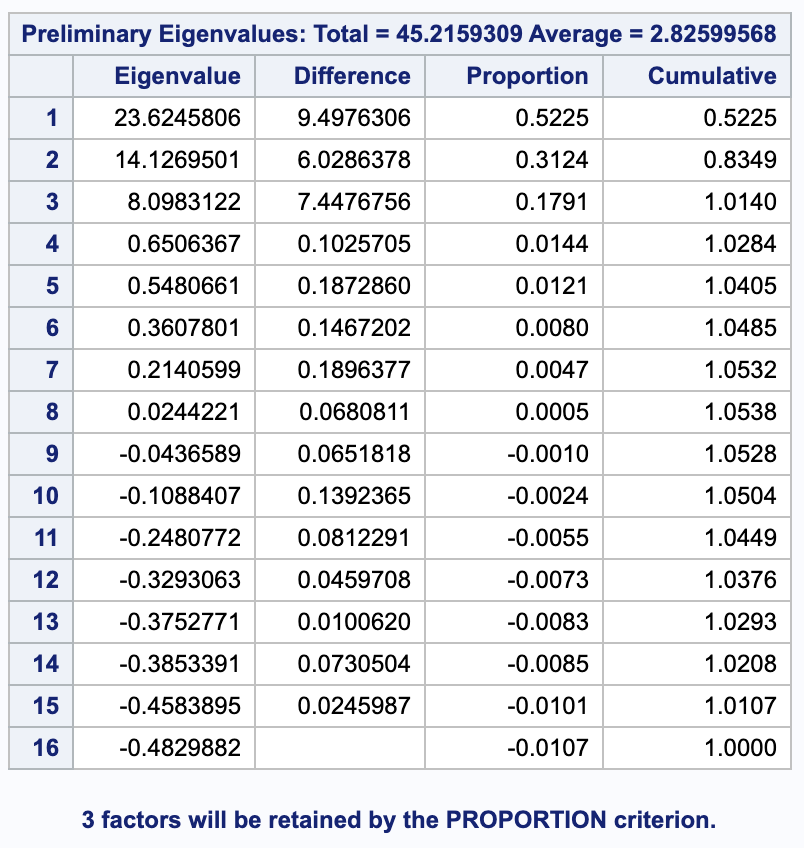 Preliminary Eigenvalues: Total = 45.2159309 Average = 2.82599568
Eigenvalue Difference Proportion Cumulative
1 23.6245806 9.4976306 0.5225 0.5225
2 14.1269501 6.0286378 0.3124 0.8349
3 8.0983122 7.4476756 0.1791 1.0140
4 0.6506367 0.1025705 0.0144 1.0284
5 0.5480661 0.1872860 0.0121 1.0405
6 0.3607801 0.1467202 0.0080 1.0485
7 0.2140599 0.1896377 0.0047 1.0532
8 0.0244221 0.0680811 0.0005 1.0538
9 -0.0436589 0.0651818 -0.0010 1.0528
10 -0.1088407 0.1392365 -0.0024 1.0504
11 -0.2480772 0.0812291 -0.0055 1.0449
12 -0.3293063 0.0459708 -0.0073 1.0376
13 -0.3752771 0.0100620 -0.0083 1.0293
14 -0.3853391 0.0730504 -0.0085 1.0208
15 -0.4583895 0.0245987 -0.0101 1.0107
16 -0.4829882 -0.0107 1.0000
3 factors will be retained by the PROPORTION criterion.